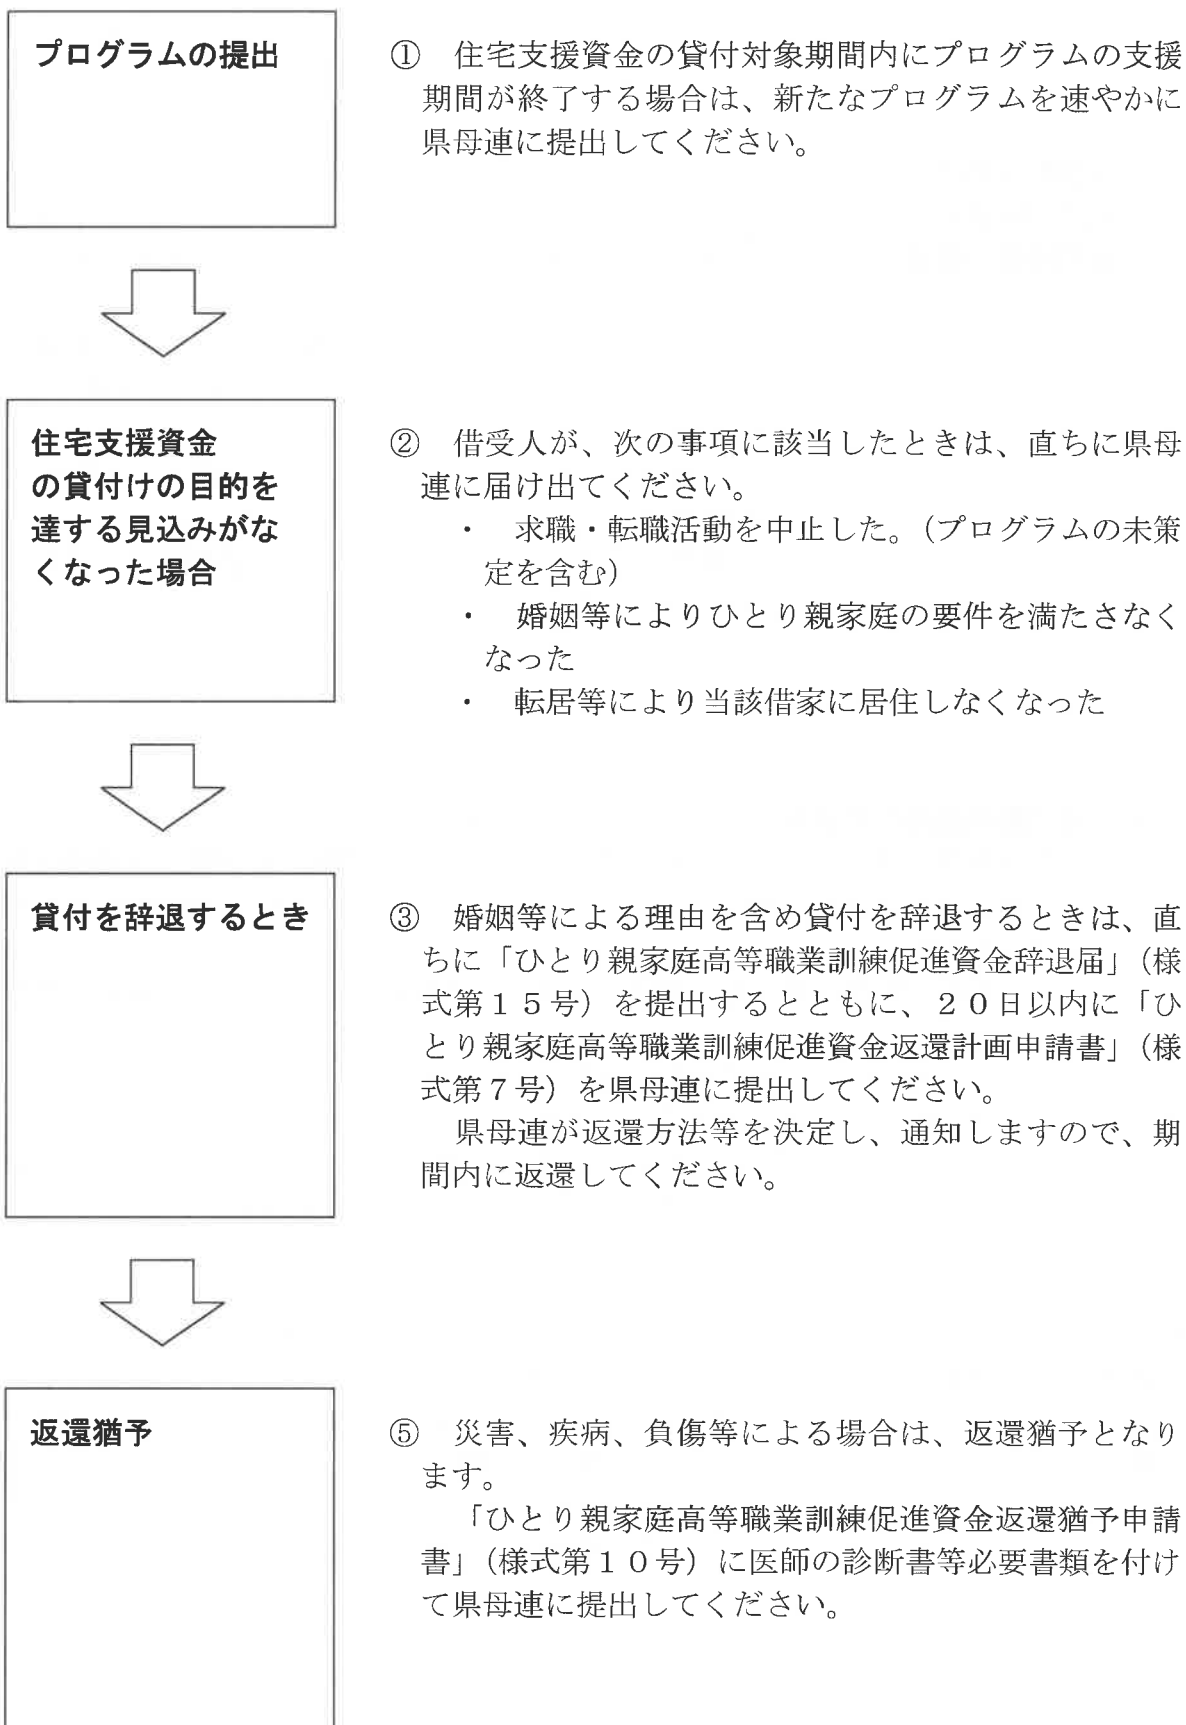 プログラムの提出
①　住宅支援資金の貸付対象期間内にプログラムの支援
期間が終了する場合は、新たなプログラムを速やかに
県母連に提出してください。
住宅支援資金
の貸付けの目的を
達する見込みがな
くなった場合
②　借受人が、次の事項に該当したときは、直ちに県母
連に届け出てください。
・　求職・転職活動を中止した。（プログラムの未策
定を含む）
・　婚姻等によりひとり親家庭の要件を満たさなく
なった
・　転居等により当該借家に居住しなくなった
貸付を辞退するとき
③　婚姻等による理由を含め貸付を辞退するときは、直
ちに「ひとり親家庭高等職業訓練促進資金辞退届」（様
式第１５号）を提出するとともに、２０日以内に「ひ
とり親家庭高等職業訓練促進資金返還計画申請書」（様
式第７号）を県母連に提出してください。
県母連が返還方法等を決定し、通知しますので、期
間内に返還してください。
返還猶予
⑤　災害、疾病、負傷等による場合は、返還猶予となり
ます。
「ひとり親家庭高等職業訓練促進資金返還猶予申請
書」（様式第１０号）に医師の診断書等必要書類を付け
て県母連に提出してください。